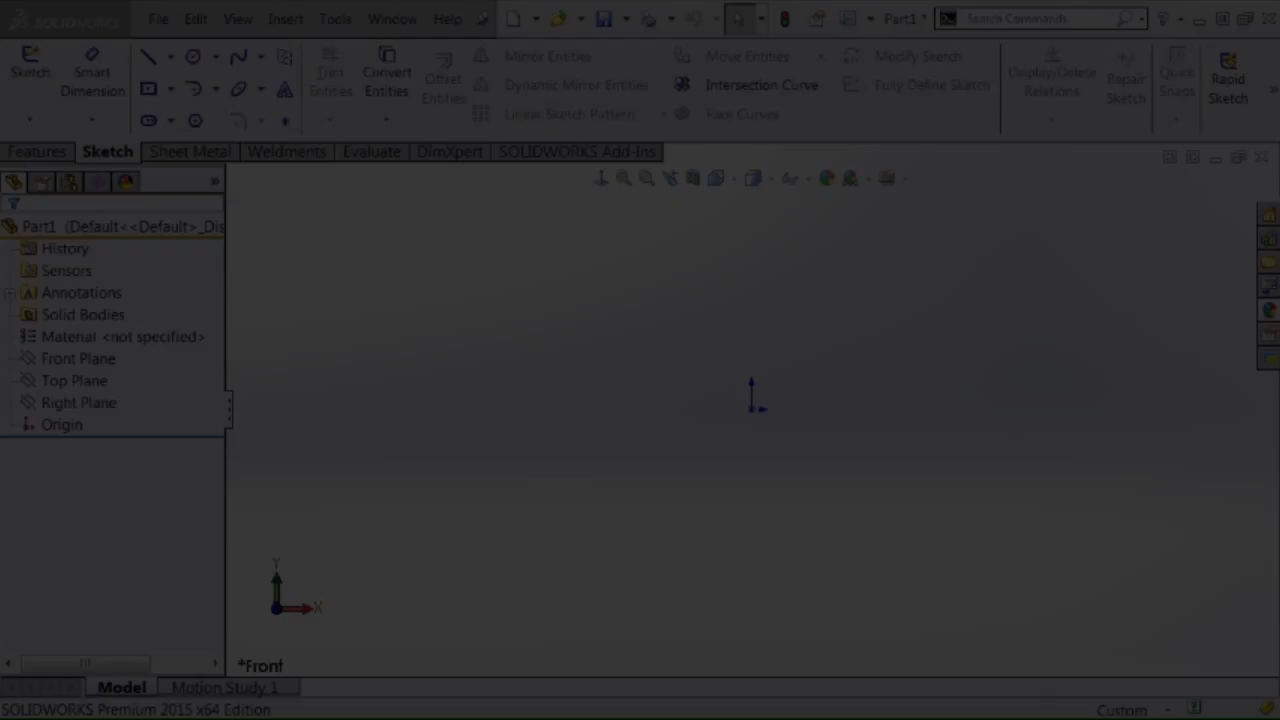 SOLIDWORKS File Edit View Insert Tools Window Help Part1 * Search Commands
Sketch Smart Dimension Trim Entities Convert Entities Offset Entities Mirror Entities Move Entities Modify Sketch Display/Delete Relations Repair Sketch Quick Snaps Rapid Sketch
Dynamic Mirror Entities Intersection Curve Fully Define Sketch
Linear Sketch Pattern Face Curves
Features Sketch Sheet Metal Weldments Evaluate DimXpert SOLIDWORKS Add-Ins
Part1 (Default<<Default>_Dis
History
Sensors
Annotations
Solid Bodies
Material <not specified>
Front Plane
Top Plane
Right Plane
Origin
Y
X
*Front
Model Motion Study 1
SOLIDWORKS Premium 2015 x64 Edition Custom